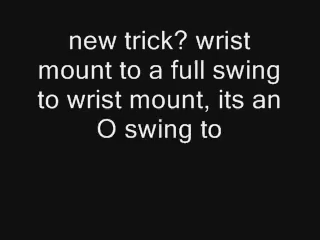 new trick? wrist
mount to a full swing
to wrist mount, its an
O swing to